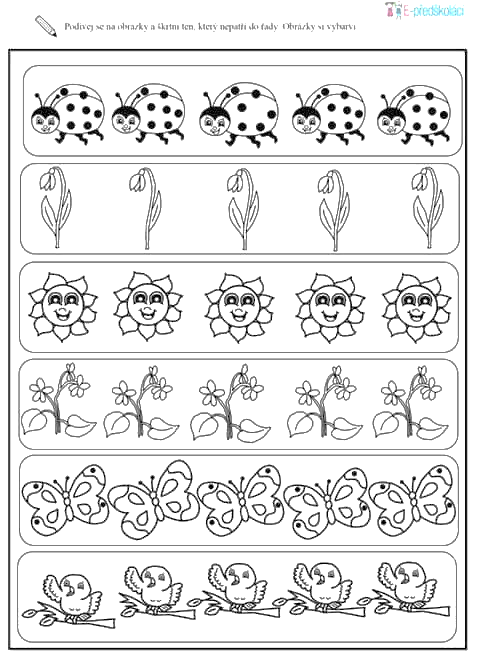 E-předškoláci
Podívej se na obrázky a škrtni ten, který nepatří do řady. Obrázky si vybarvi.